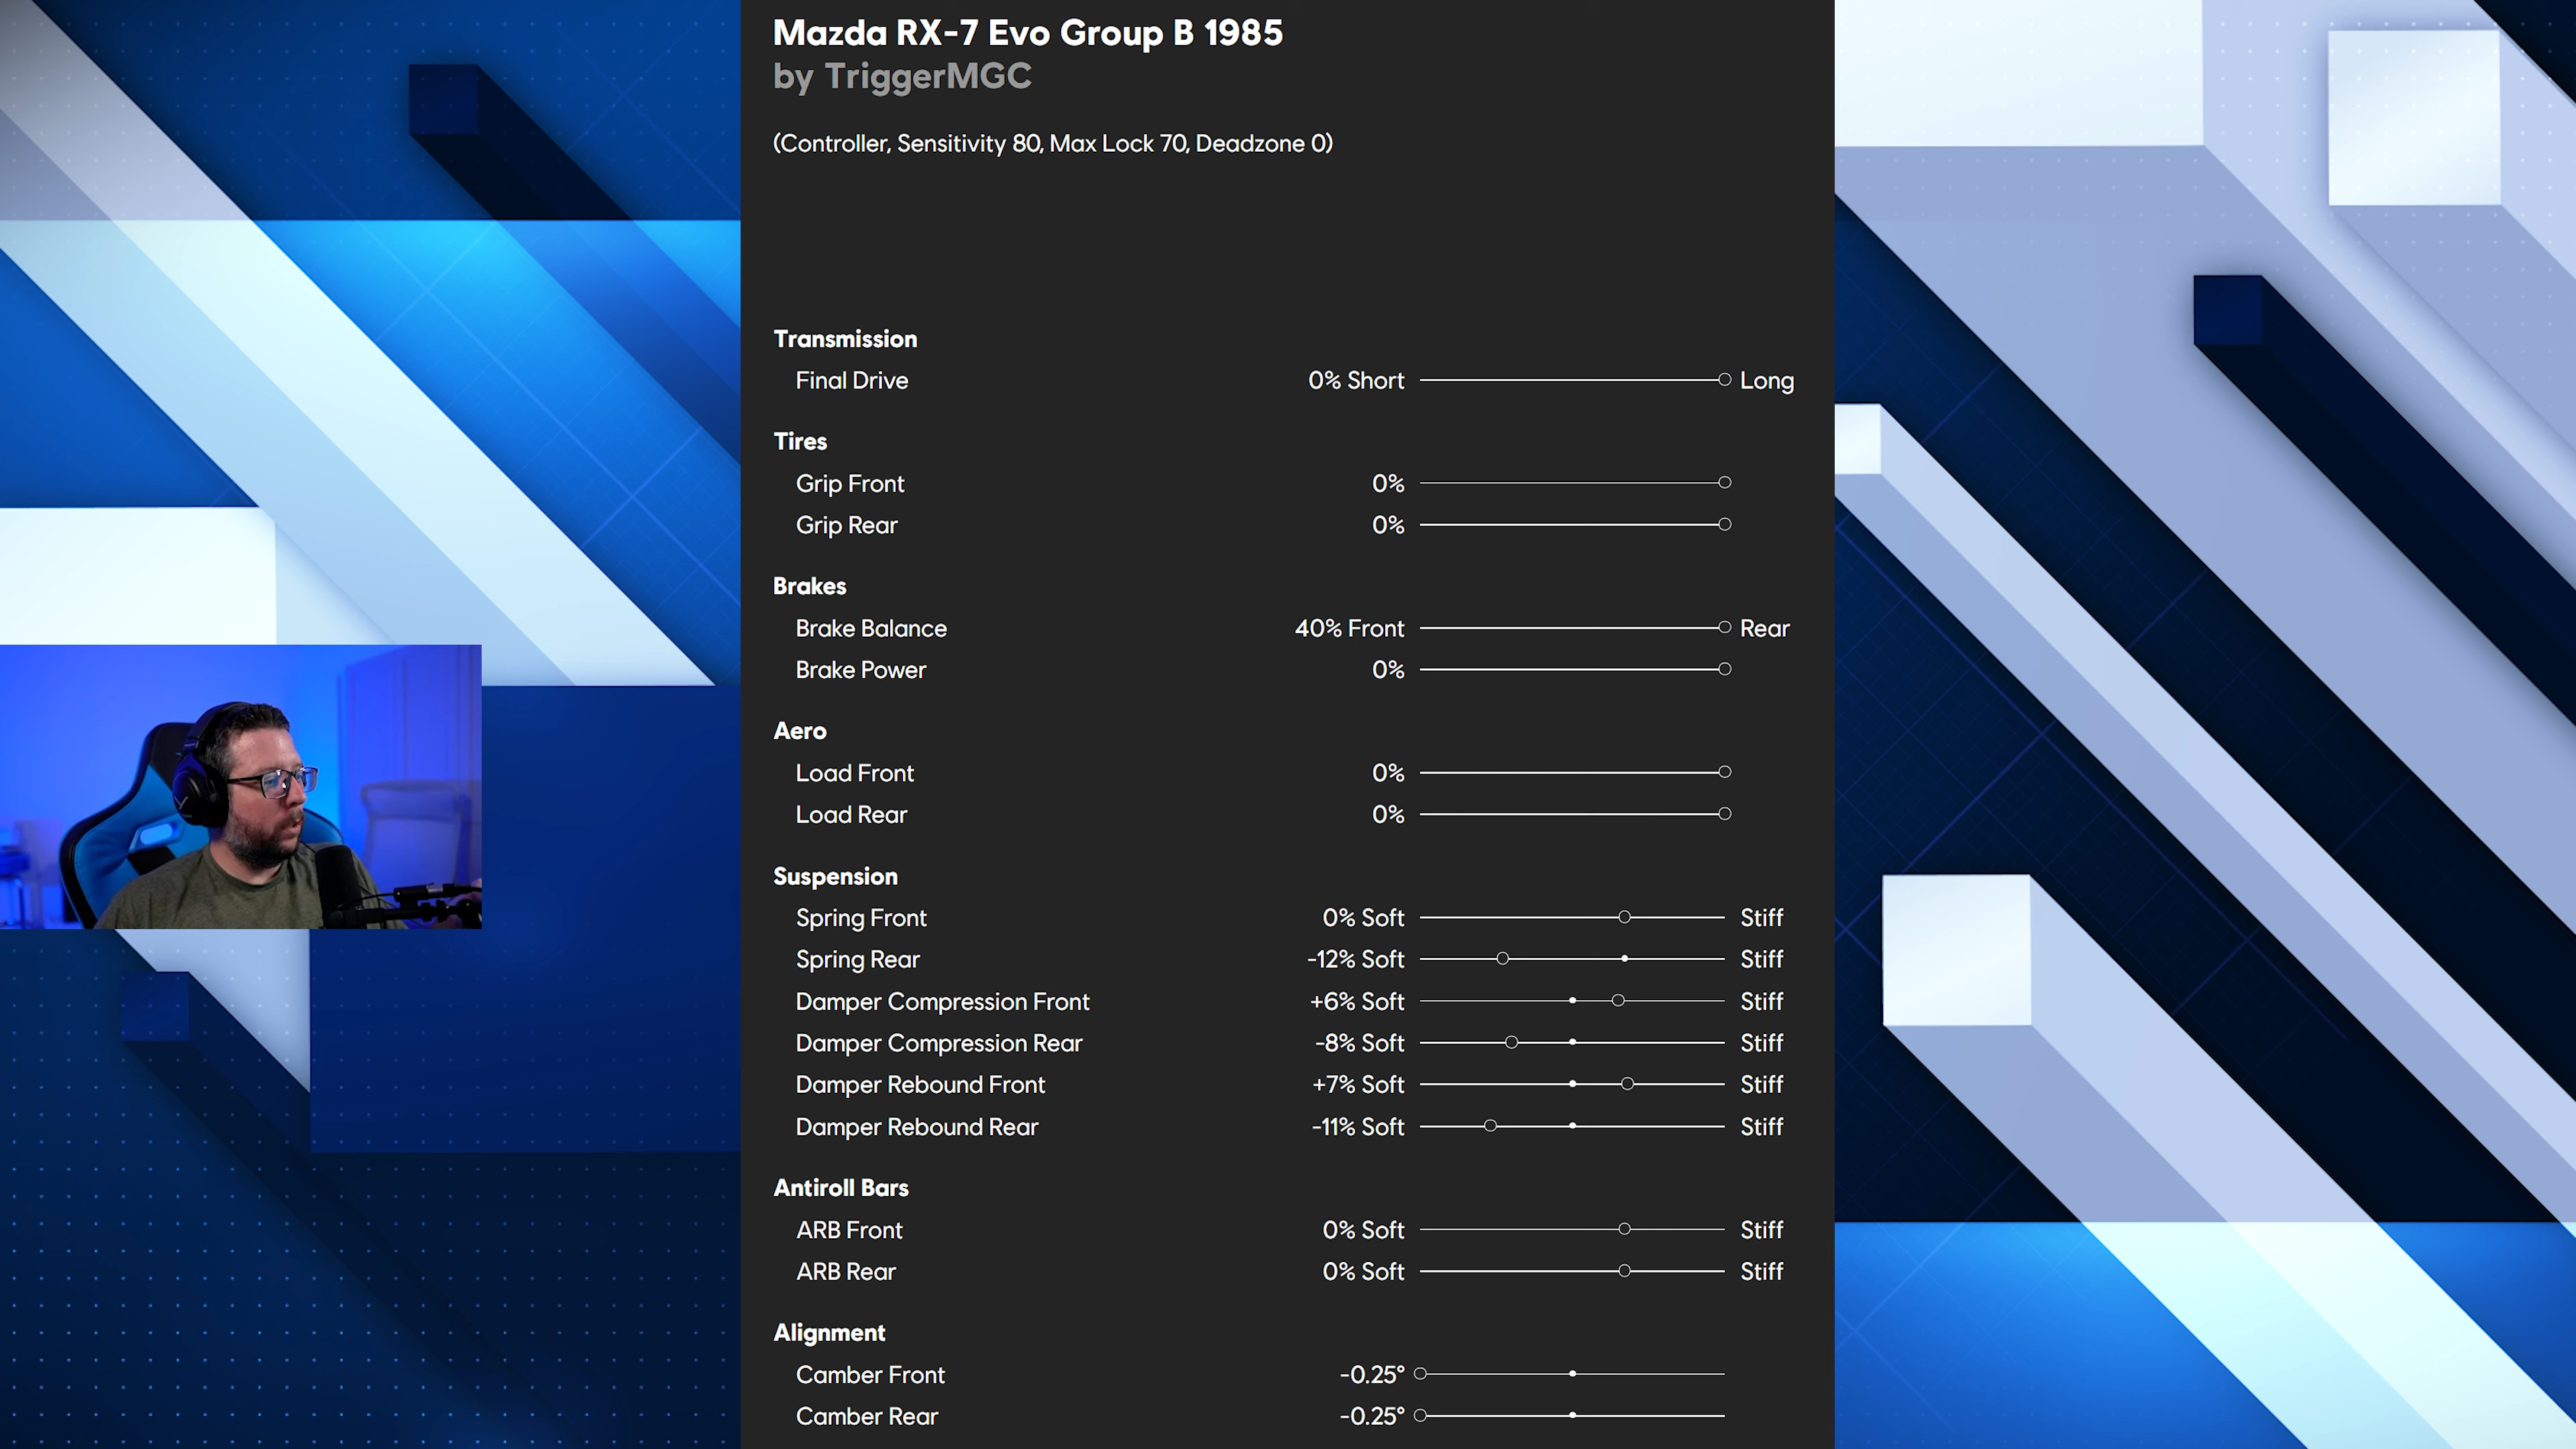 Mazda RX-7 Evo Group B 1985
by TriggerMGC
(Controller, Sensitivity 80, Max Lock 70, Deadzone 0)
Transmission
Final Drive 0% Short Long
Tires
Grip Front 0%
Grip Rear 0%
Brakes
Brake Balance 40% Front Rear
Brake Power 0%
Aero
Load Front 0%
Load Rear 0%
Suspension
Spring Front 0% Soft Stiff
Spring Rear -12% Soft Stiff
Damper Compression Front +6% Soft Stiff
Damper Compression Rear -8% Soft Stiff
Damper Rebound Front +7% Soft Stiff
Damper Rebound Rear -11% Soft Stiff
Antiroll Bars
ARB Front 0% Soft Stiff
ARB Rear 0% Soft Stiff
Alignment
Camber Front -0.25°
Camber Rear -0.25°